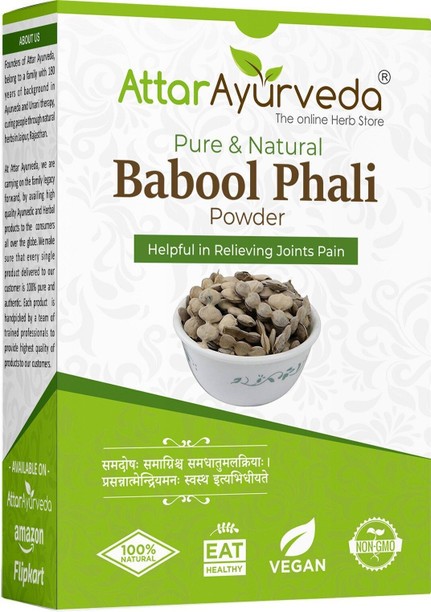 ABOUT US
Founders of Attar Ayurveda,
belong to a family with 180
years of background in
Ayurveda and Unani therapy,
curing people through natural
herbs in Jaipur, Rajasthan.
At Attar Ayurveda, we are
carrying on the family legacy
forward, by availing high
quality Ayurvedic and Herbal
products to the consumers
all over the globe. We make
sure that every single
product delivered to our
customers is 100% pure and
authentic. Each product is
handpicked by a team of
trained professionals to
provide highest quality of
products to our customers.
- AVAILABLE ON -
AttarAyurveda
amazon
Flipkart
AttarAyurveda®
The online Herb Store
Pure & Natural
Babool Phali
Powder
Helpful in Relieving Joints Pain
समदोषः समाग्निश्च समधातुमलक्रियाः।
प्रसन्नात्मेन्द्रियमनः स्वस्थ इत्यभिधीयते
100%
NATURAL
EAT
HEALTHY
VEGAN
NON-GMO